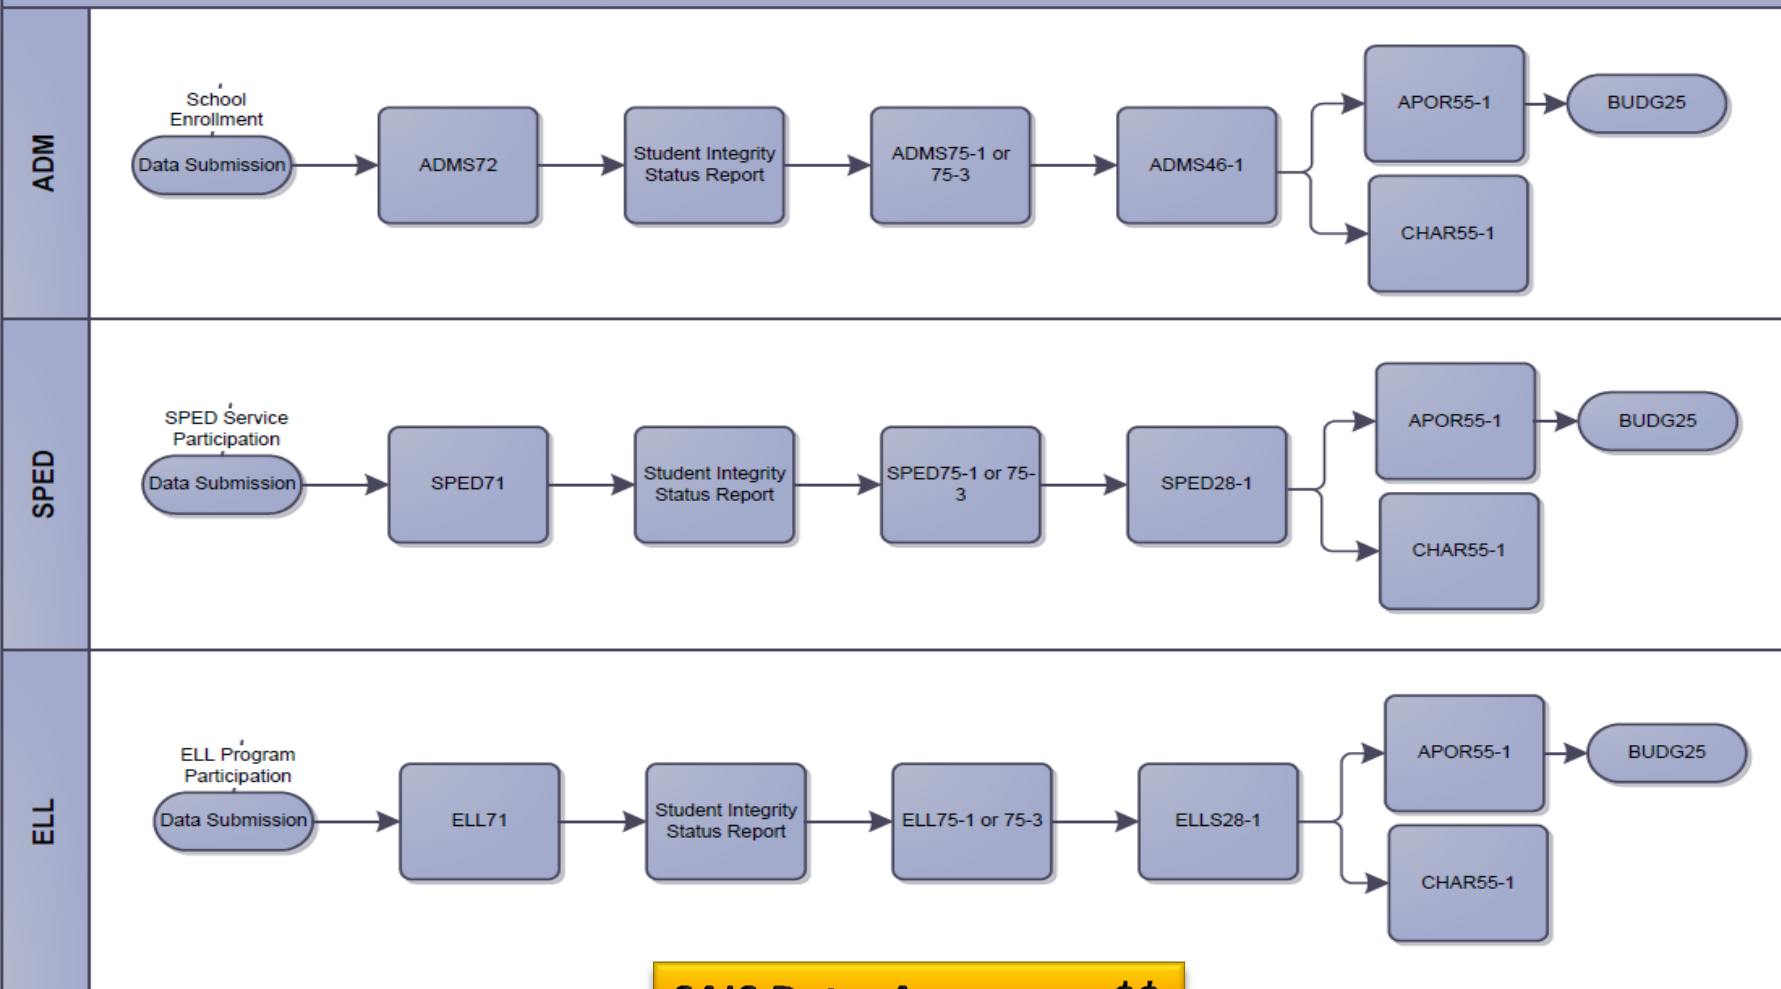 ADM
School
Enrollment
Data Submission
ADMS72
Student Integrity
Status Report
ADMS75-1 or
75-3
ADMS46-1
APOR55-1
BUDG25
CHAR55-1
SPED
SPED Service
Participation
Data Submission
SPED71
Student Integrity
Status Report
SPED75-1 or 75-
3
SPED28-1
APOR55-1
BUDG25
CHAR55-1
ELL
ELL Program
Participation
Data Submission
ELL71
Student Integrity
Status Report
ELL75-1 or 75-3
ELLS28-1
APOR55-1
BUDG25
CHAR55-1
SAIS Data
$$